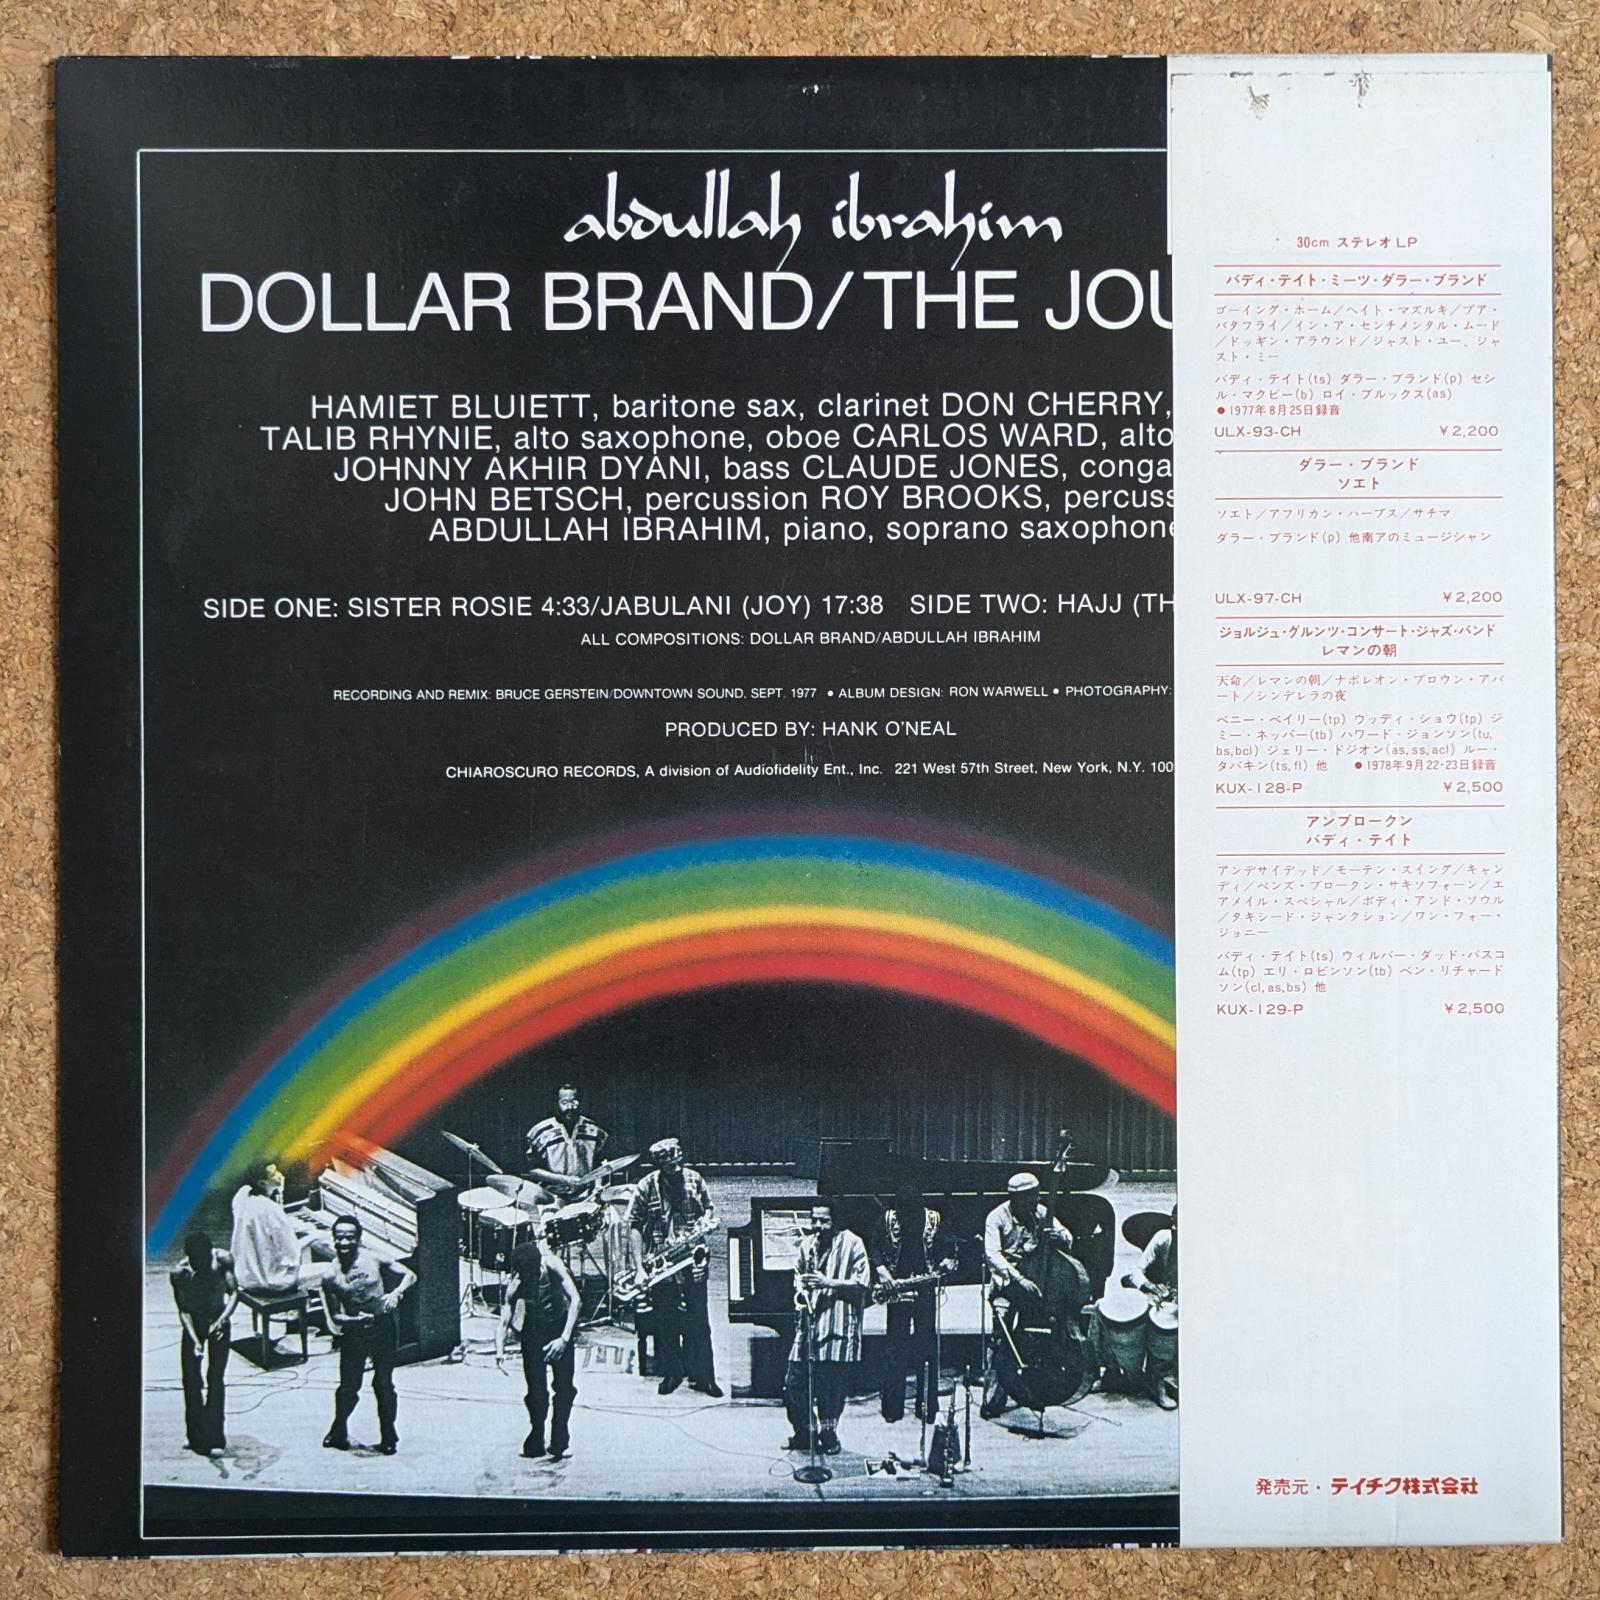 abdullah ibrahim
DOLLAR BRAND/THE JOU
HAMIET BLUIETT, baritone sax, clarinet DON CHERRY,
TALIB RHYNIE, alto saxophone, oboe CARLOS WARD, alto
JOHNNY AKHIR DYANI, bass CLAUDE JONES, conga
JOHN BETSCH, percussion ROY BROOKS, percuss
ABDULLAH IBRAHIM, piano, soprano saxophone
SIDE ONE: SISTER ROSIE 4:33/JABULANI (JOY) 17:38 SIDE TWO: HAJJ (TH
ALL COMPOSITIONS: DOLLAR BRAND/ABDULLAH IBRAHIM
RECORDING AND REMIX: BRUCE GERSTEIN/DOWNTOWN SOUND, SEPT. 1977 • ALBUM DESIGN: RON WARWELL • PHOTOGRAPHY:
PRODUCED BY: HANK O'NEAL
CHIAROSCURO RECORDS, A division of Audiofidelity Ent., Inc. 221 West 57th Street, New York, N.Y. 100
30cm ステレオLP
バディ・テイト・ミーツ・ダラー・ブランド
ゴーイング・ホーム／ヘイト・マズルキ／プア・
バタフライ／イン・ア・センチメンタル・ムード
／ドッギン・アラウンド／ジャスト・ユー、ジャ
スト・ミー
バディ・テイト(ts) ダラー・ブランド(p) セシ
ル・マクビー(b) ロイ・ブルックス(as)
●1977年8月25日録音
ULX-93-CH ￥2,200
ダラー・ブランド
ソエト
ソエト／アフリカン・ハーブス／サチマ
ダラー・ブランド(p) 他南アのミュージシャン
ULX-97-CH ￥2,200
ジョルジュ・グルンツ・コンサート・ジャズ・バンド
レマンの朝
天命／レマンの朝／ナポレオン・ブロウン・アパ
ート／シンデレラの夜
ベニー・ベイリー(tp) ウッディ・ショウ(tp) ジ
ミー・ネッパー(tb) ハワード・ジョンソン(tu,
bs,bcl) ジェリー・ドジオン(as,ss,acl) ルー・
タバキン(ts,fl) 他 ●1978年9月22・23日録音
KUX-128-P ￥2,500
アンブロークン
バディ・テイト
アンデサイデッド／モーテン・スイング／キャン
ディ／ベンズ・ブロークン・サキソフォーン／エ
アメイル・スペシャル／ボディ・アンド・ソウル
／タキシード・ジャンクション／ワン・フォー・
ジョニー
バディ・テイト(ts) ウィルバー・ダッド・バスコ
ム(tp) エリ・ロビンソン(tb) ベン・リチャード
ソン(cl,as,bs) 他
KUX-129-P ￥2,500
発売元・テイチク株式会社